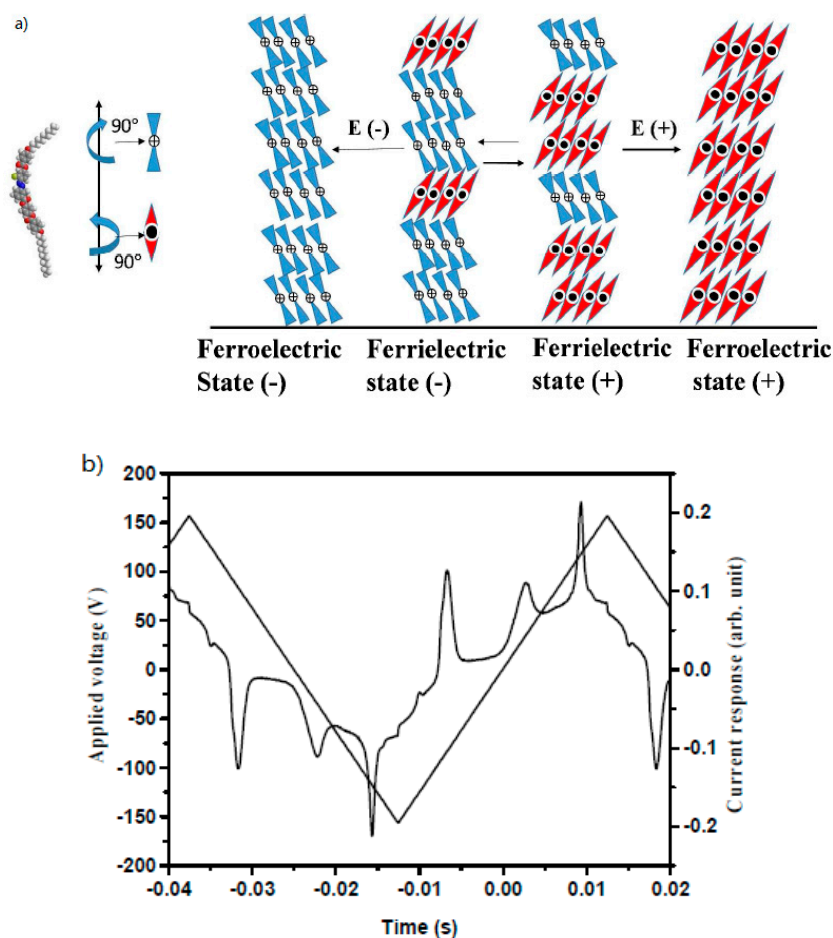 a)
E (-)
E (+)
90°
90°
Ferroelectric State (-)
Ferrielectric state (-)
Ferrielectric state (+)
Ferroelectric state (+)
b)
200
150
100
50
0
-50
-100
-150
-200
Applied voltage (V)
0.2
0.1
0.0
-0.1
-0.2
Current response (arb. unit)
-0.04
-0.03
-0.02
-0.01
0.00
0.01
0.02
Time (s)